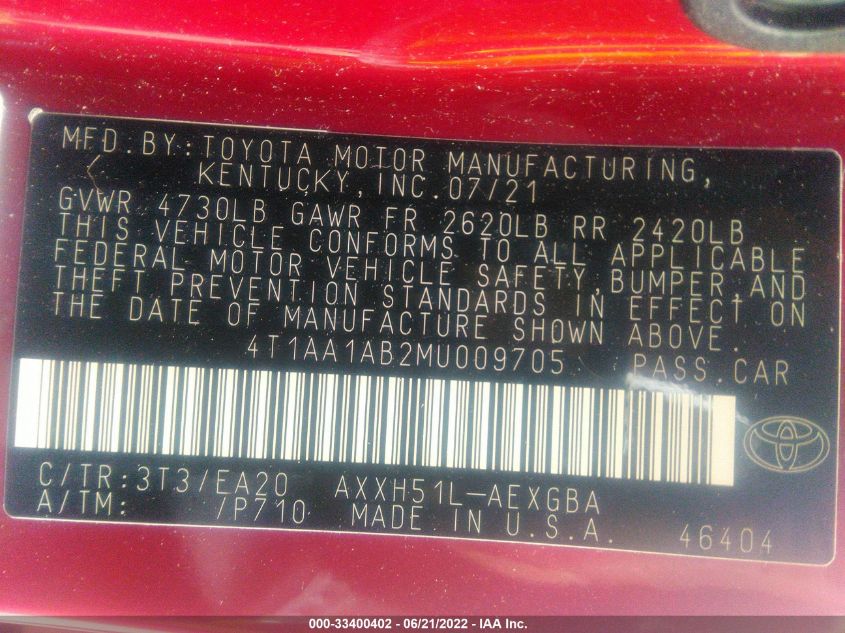 MFD.BY:TOYOTA MOTOR MANUFACTURING,
KENTUCKY,INC.07/21
GVWR 4730LB GAWR FR 2620LB RR 2420LB
THIS VEHICLE CONFORMS TO ALL APPLICABLE
FEDERAL MOTOR VEHICLE SAFETY,BUMPER,AND
THEFT PREVENTION STANDARDS IN EFFECT ON
THE DATE OF MANUFACTURE SHOWN ABOVE.
4T1AA1AB2MU009705 PASS.CAR
C/TR:3T3/EA20 AXXH51L-AEXGBA
A/TM: /P710 MADE IN U.S.A. 46404
000-33400402 - 06/21/2022 - IAA Inc.